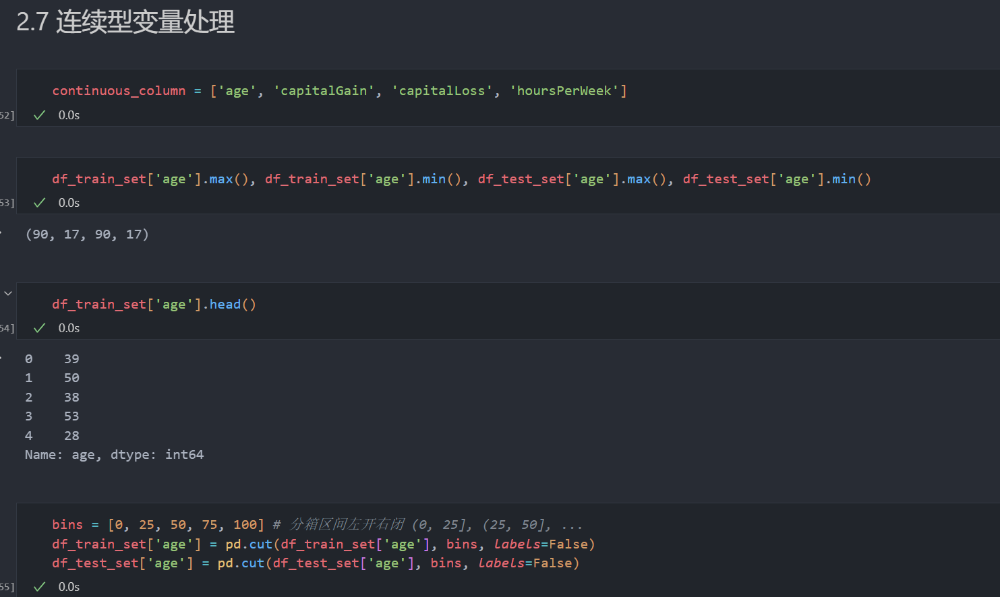 2.7 连续型变量处理
continuous_column = ['age', 'capitalGain', 'capitalLoss', 'hoursPerWeek']
52]
0.0s
df_train_set['age'].max(), df_train_set['age'].min(), df_test_set['age'].max(), df_test_set['age'].min()
53]
0.0s
(90, 17, 90, 17)
df_train_set['age'].head()
54]
0.0s
0    39
1    50
2    38
3    53
4    28
Name: age, dtype: int64
bins = [0, 25, 50, 75, 100] # 分箱区间左开右闭 (0, 25], (25, 50], ...
df_train_set['age'] = pd.cut(df_train_set['age'], bins, labels=False)
df_test_set['age'] = pd.cut(df_test_set['age'], bins, labels=False)
55]
0.0s